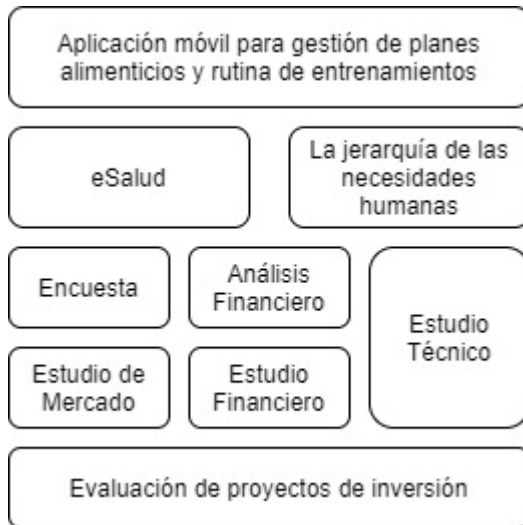 Aplicación móvil para gestión de planes
alimenticios y rutina de entrenamientos
eSalud
La jerarquía de las
necesidades
humanas
Encuesta
Análisis
Financiero
Estudio
Técnico
Estudio de
Mercado
Estudio
Financiero
Evaluación de proyectos de inversión